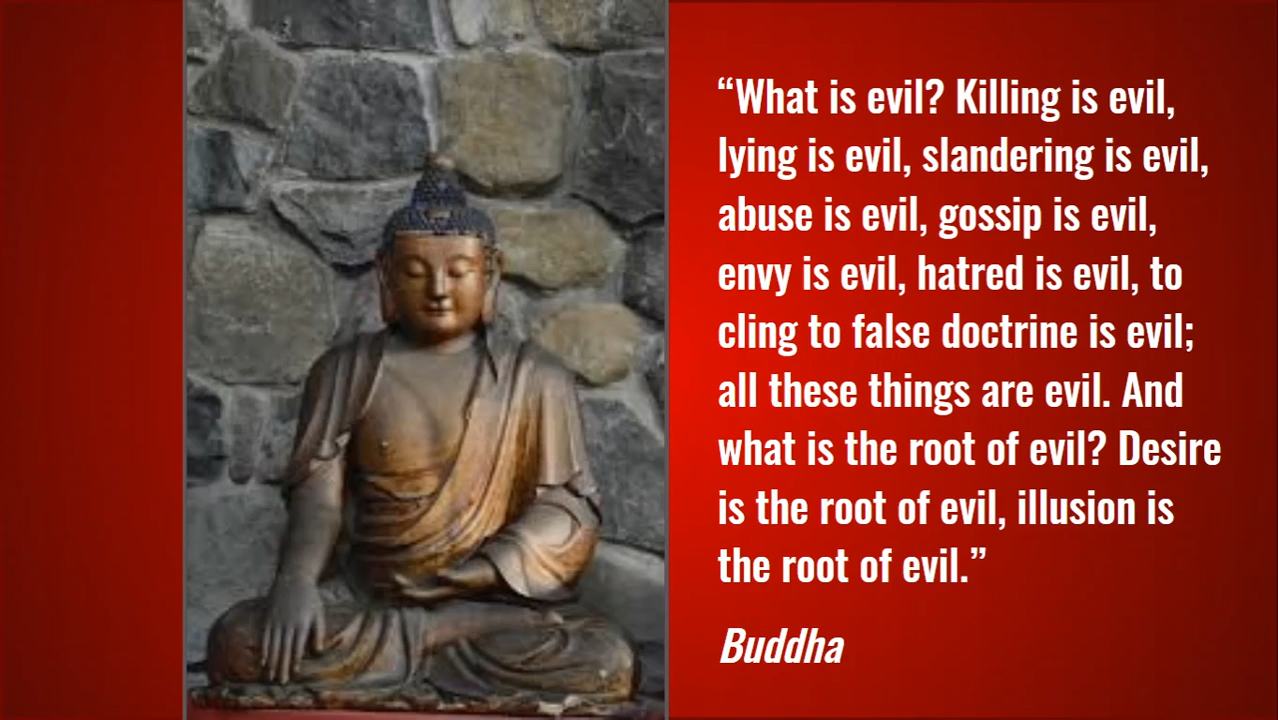 “What is evil? Killing is evil,
lying is evil, slandering is evil,
abuse is evil, gossip is evil,
envy is evil, hatred is evil, to
cling to false doctrine is evil;
all these things are evil. And
what is the root of evil? Desire
is the root of evil, illusion is
the root of evil.”
Buddha